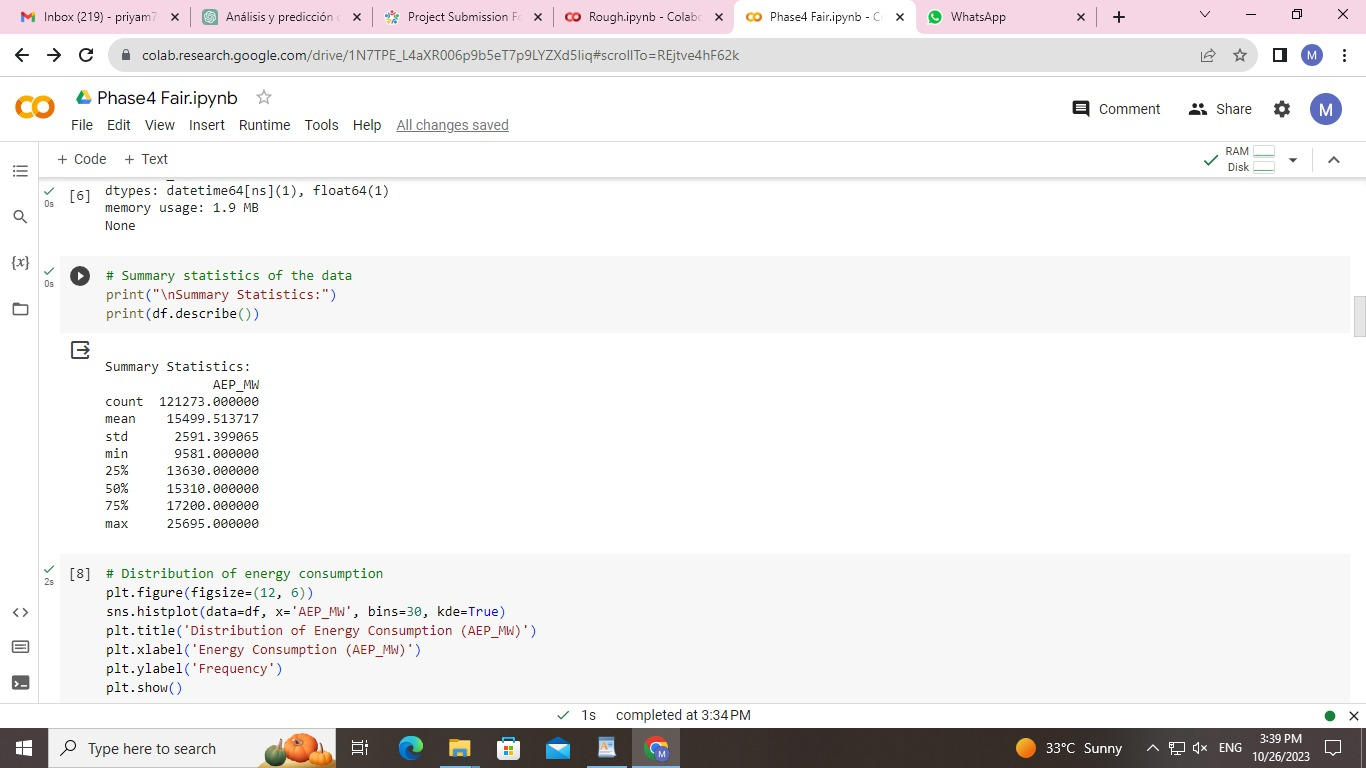 Inbox (219) - priyam7
Análisis y predicción
Project Submission Fo
Rough.ipynb - Colab
Phase4 Fair.ipynb - C
WhatsApp
colab.research.google.com/drive/1N7TPE_L4aXR006p9b5eT7p9LYZXd5liq#scrollTo=REjtve4hF62k
M
Phase4 Fair.ipynb
Comment
Share
M
File Edit View Insert Runtime Tools Help All changes saved
+ Code + Text
RAM
Disk
[6]
0s
dtypes: datetime64[ns](1), float64(1)
memory usage: 1.9 MB
None
0s
# Summary statistics of the data
print("\nSummary Statistics:")
print(df.describe())
{x}
Summary Statistics:
AEP_MW
count 121273.000000
mean 15499.513717
std 2591.399065
min 9581.000000
25% 13630.000000
50% 15310.000000
75% 17200.000000
max 25695.000000
[8]
2s
# Distribution of energy consumption
plt.figure(figsize=(12, 6))
sns.histplot(data=df, x='AEP_MW', bins=30, kde=True)
plt.title('Distribution of Energy Consumption (AEP_MW)')
plt.xlabel('Energy Consumption (AEP_MW)')
plt.ylabel('Frequency')
plt.show()
1s completed at 3:34 PM
Type here to search
33°C Sunny
ENG
3:39 PM
10/26/2023